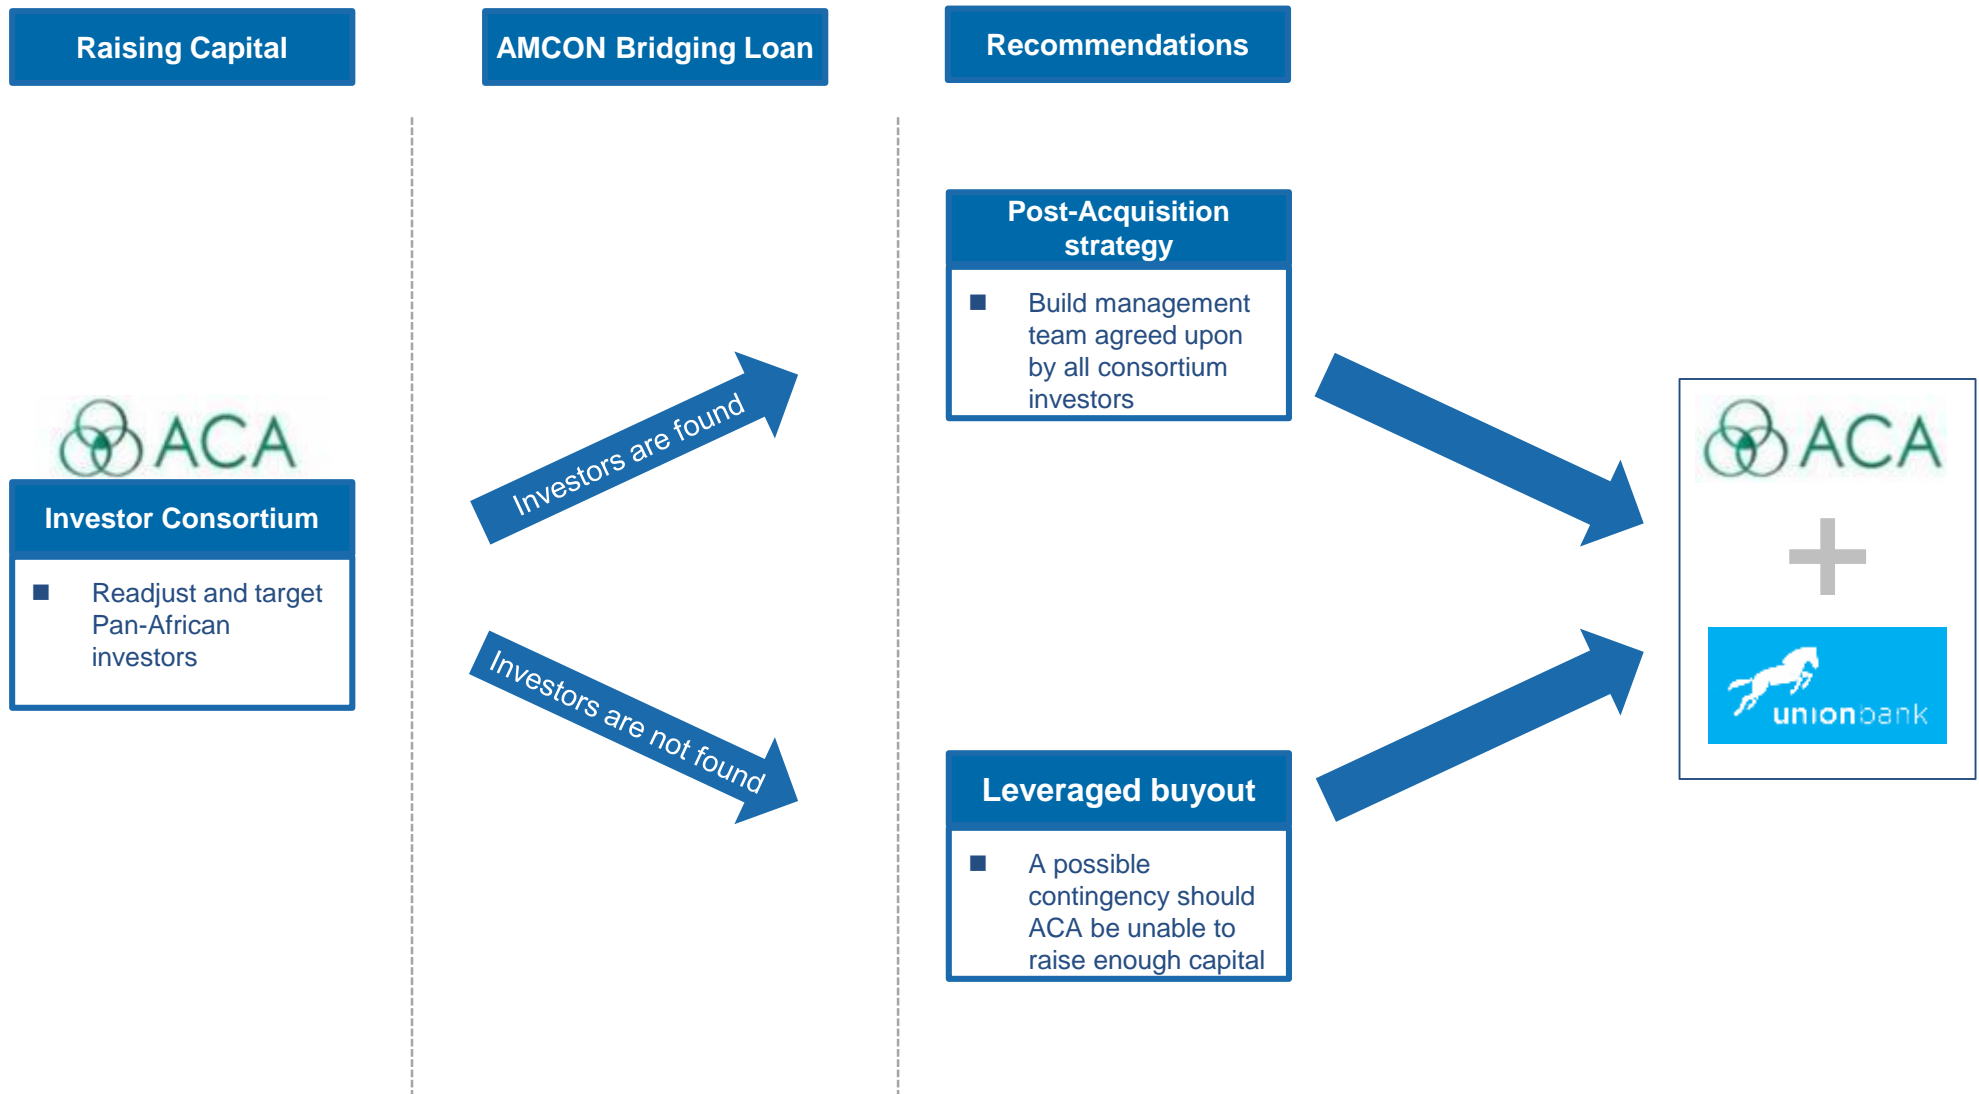 Raising Capital
AMCON Bridging Loan
Recommendations
ACA
Investor Consortium
■ Readjust and target
Pan-African
investors
Investors are found
Investors are not found
Post-Acquisition
strategy
■ Build management
team agreed upon
by all consortium
investors
Leveraged buyout
■ A possible
contingency should
ACA be unable to
raise enough capital
ACA
+
unionbank